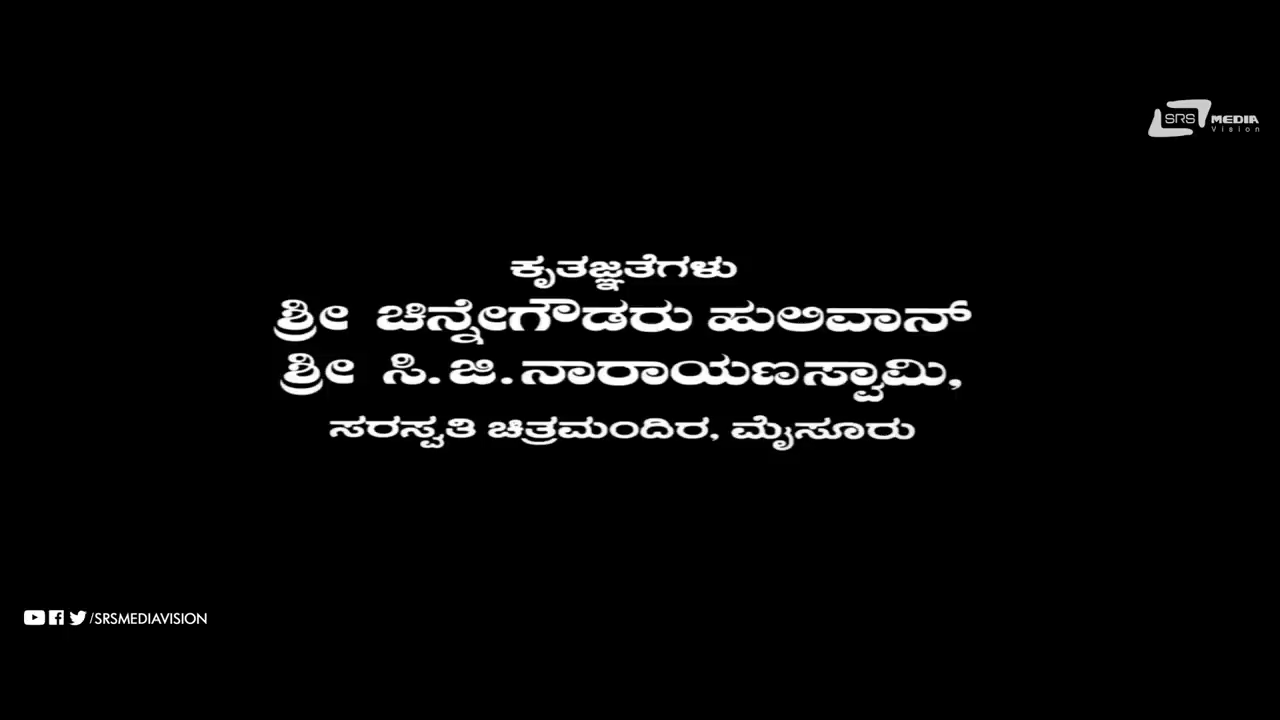 SRS MEDIA
Vision
ಕೃತಜ್ಞತೆಗಳು
ಶ್ರೀ ಚಿನ್ನೇಗೌಡರು ಹುಲಿವಾನ್
ಶ್ರೀ ಸಿ.ಜಿ.ನಾರಾಯಣಸ್ವಾಮಿ,
ಸರಸ್ವತಿ ಚಿತ್ರಮಂದಿರ, ಮೈಸೂರು
/SRSMEDIAVISION